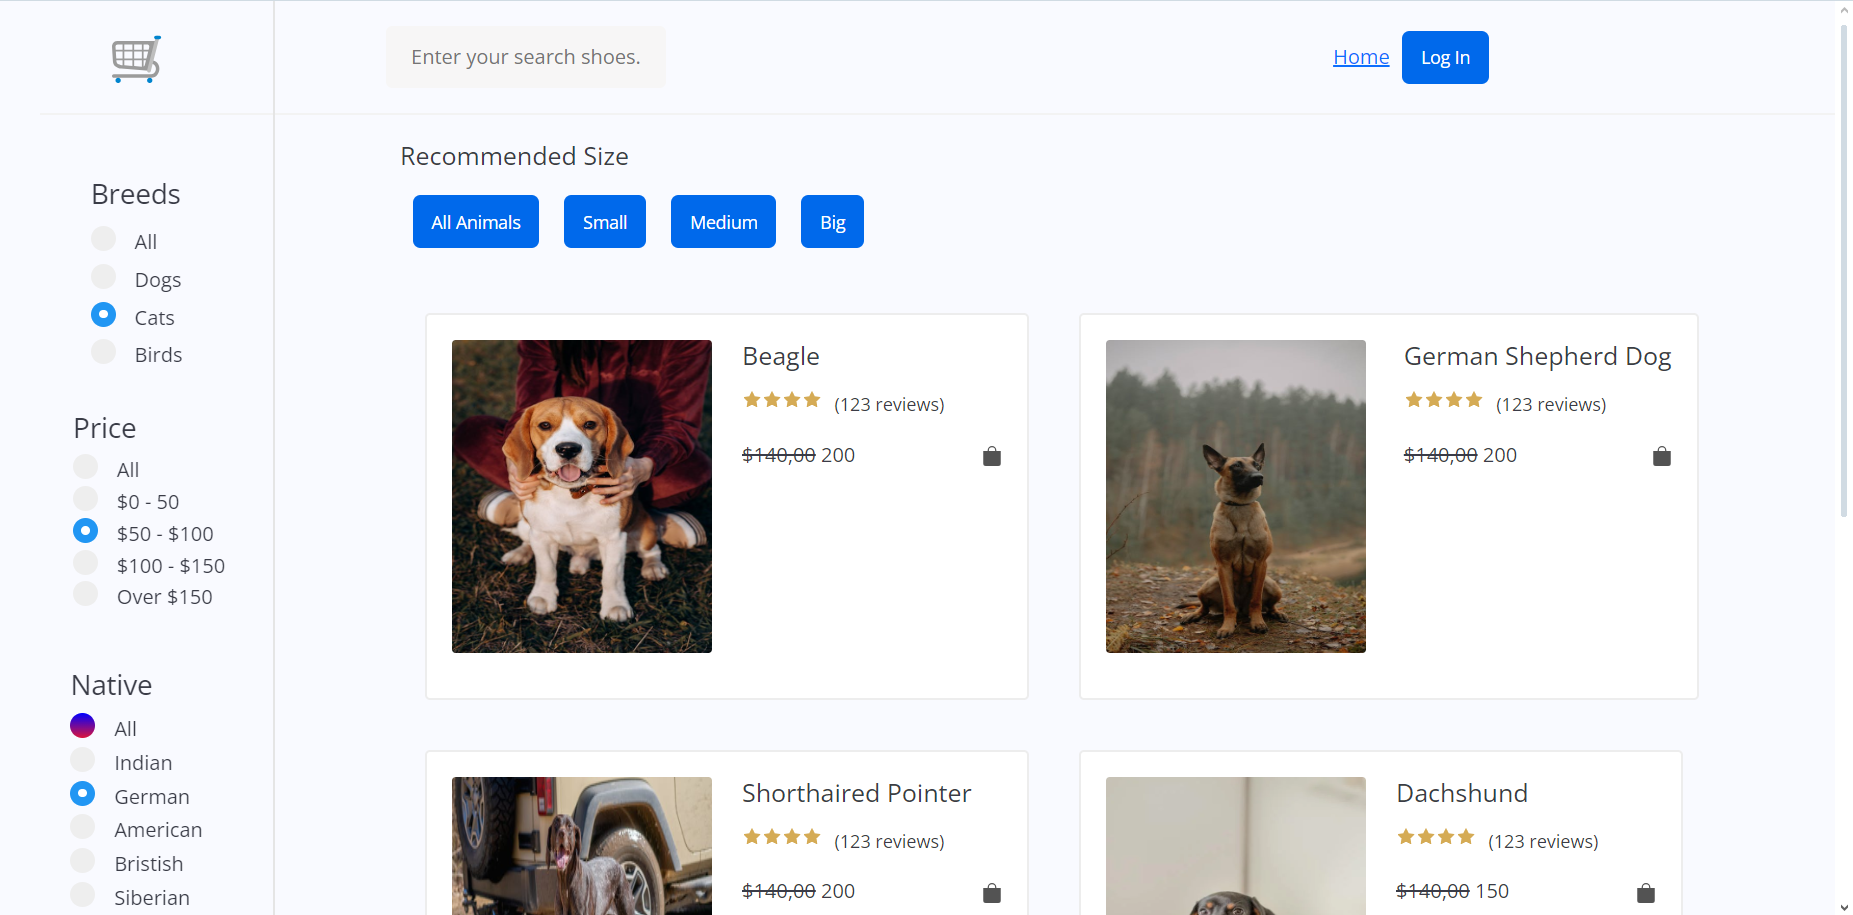 Enter your search shoes.
Home
Log In
Recommended Size
All Animals
Small
Medium
Big
Breeds
All
Dogs
Cats
Birds
Price
All
$0 - 50
$50 - $100
$100 - $150
Over $150
Native
All
Indian
German
American
Bristish
Siberian
Beagle
(123 reviews)
$140,00 200
German Shepherd Dog
(123 reviews)
$140,00 200
Shorthaired Pointer
(123 reviews)
$140,00 200
Dachshund
(123 reviews)
$140,00 150